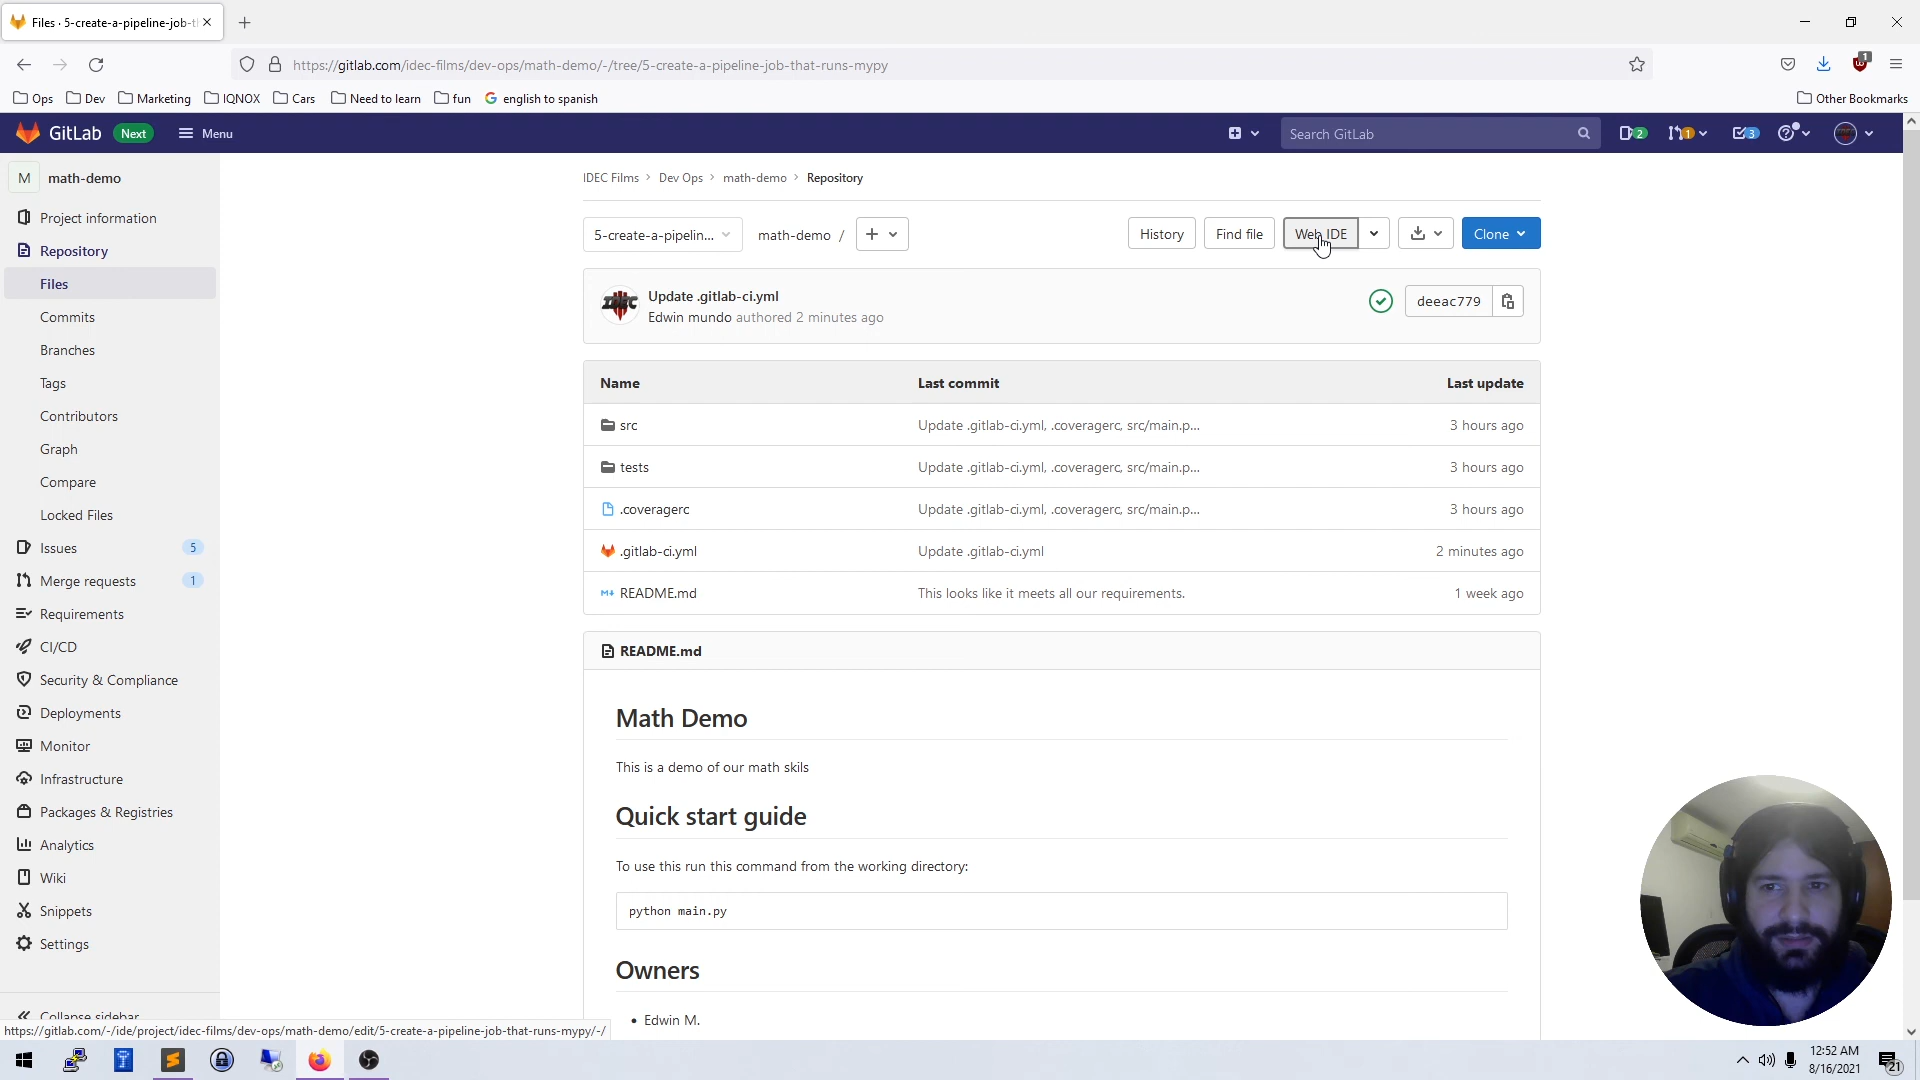 Files · 5-create-a-pipeline-job-t
https://gitlab.com/idec-films/dev-ops/math-demo/-/tree/5-create-a-pipeline-job-that-runs-mypy
1
Ops Dev Marketing IQNOX Cars Need to learn fun english to spanish Other Bookmarks
GitLab Next Menu Search GitLab 2 1 3
M math-demo
Project information
Repository
Files
Commits
Branches
Tags
Contributors
Graph
Compare
Locked Files
Issues 5
Merge requests 1
Requirements
CI/CD
Security & Compliance
Deployments
Monitor
Infrastructure
Packages & Registries
Analytics
Wiki
Snippets
Settings
Collapse sidebar
IDEC Films Dev Ops math-demo Repository
5-create-a-pipelin... math-demo / History Find file Web IDE Clone
IDEC
Update .gitlab-ci.yml
Edwin mundo authored 2 minutes ago
deeac779
Name Last commit Last update
src Update .gitlab-ci.yml, .coveragerc, src/main.p... 3 hours ago
tests Update .gitlab-ci.yml, .coveragerc, src/main.p... 3 hours ago
.coveragerc Update .gitlab-ci.yml, .coveragerc, src/main.p... 3 hours ago
.gitlab-ci.yml Update .gitlab-ci.yml 2 minutes ago
README.md This looks like it meets all our requirements. 1 week ago
README.md
Math Demo
This is a demo of our math skils
Quick start guide
To use this run this command from the working directory:
python main.py
Owners
• Edwin M.
https://gitlab.com/-/ide/project/idec-films/dev-ops/math-demo/edit/5-create-a-pipeline-job-that-runs-mypy/-/
12:52 AM
8/16/2021
21